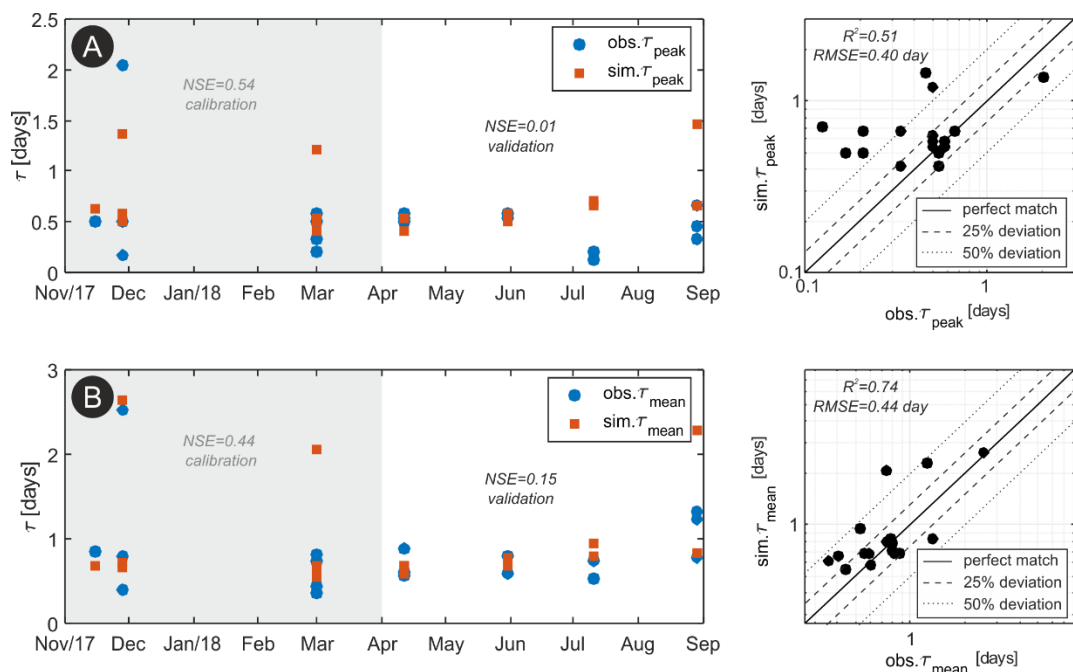 A
2.5
2
1.5
1
0.5
0
τ [days]
NSE=0.54
calibration
NSE=0.01
validation
obs.τpeak
sim.τpeak
Nov/17 Dec Jan/18 Feb Mar Apr May Jun Jul Aug Sep
R²=0.51
RMSE=0.40 day
1
0.1
sim.τpeak [days]
perfect match
25% deviation
50% deviation
0.1 1
obs.τpeak [days]
B
3
2
1
0
τ [days]
NSE=0.44
calibration
NSE=0.15
validation
obs.τmean
sim.τmean
Nov/17 Dec Jan/18 Feb Mar Apr May Jun Jul Aug Sep
R²=0.74
RMSE=0.44 day
1
sim.τmean [days]
perfect match
25% deviation
50% deviation
1
obs.τmean [days]